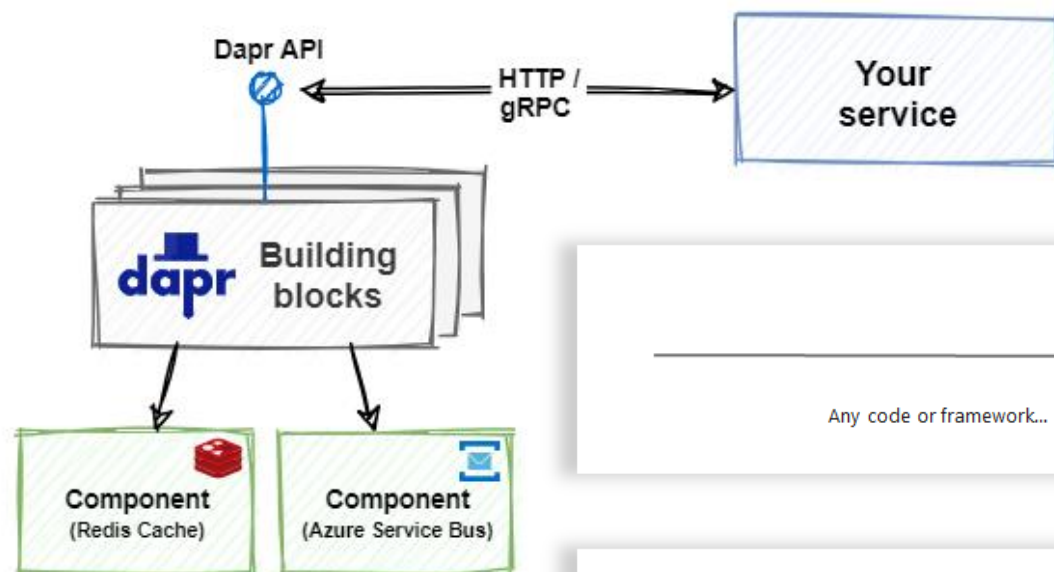 Dapr API
HTTP /
gRPC
Your
service
dapr
Building
blocks
Any code or framework...
Component
(Redis Cache)
Component
(Azure Service Bus)